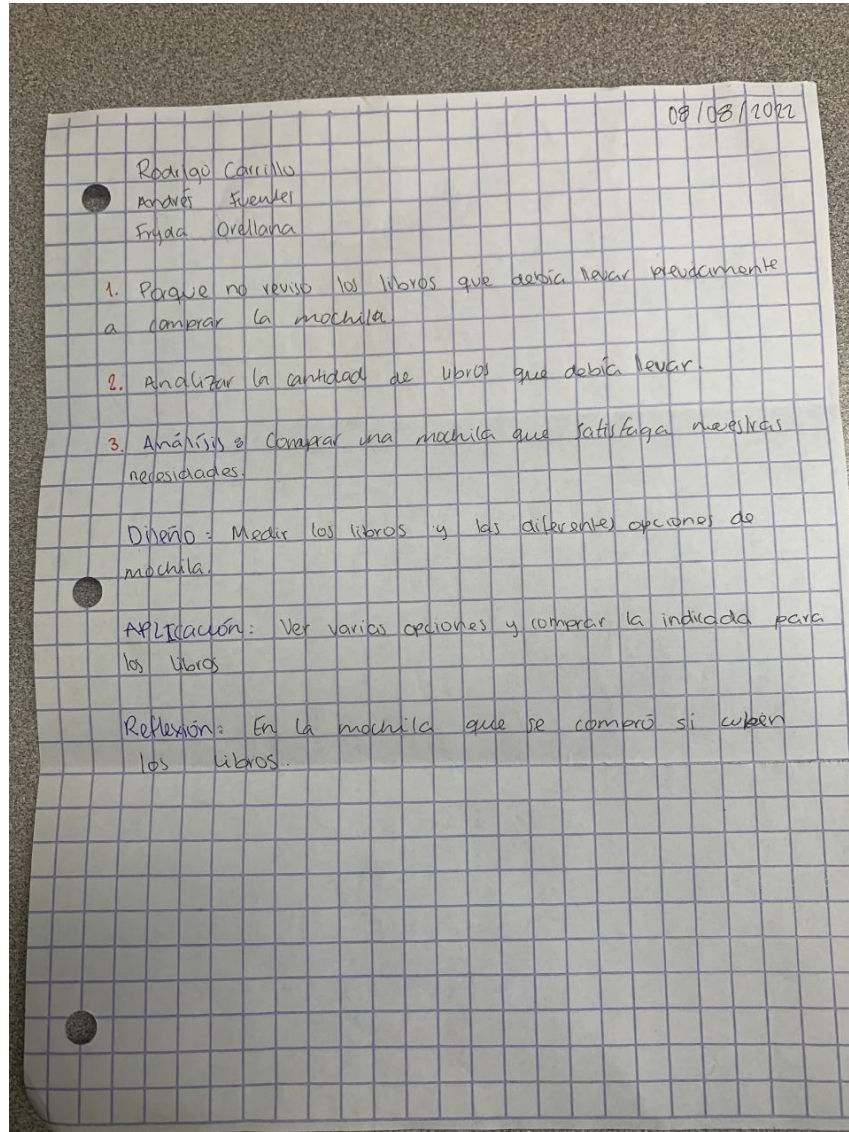 08/08/2022
Rodrigo Carrillo
Andrés Fuentes
Fryda Orellana
1. Porque no reviso los libros que debía llevar previamente
a comprar la mochila.
2. Analizar la cantidad de libros que debía llevar.
3. Análisis: Comprar una mochila que satisfaga nuestras
necesidades.
Diseño: Medir los libros y las diferentes opciones de
mochila.
APLICación: Ver varias opciones y comprar la indicada para
los libros
Reflexión: En la mochila que se compró si cuben
los libros.